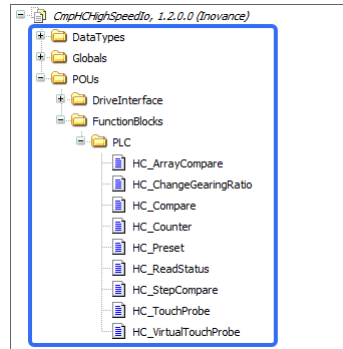 CmpHCHighSpeedIo, 1.2.0.0 (Inovance)
DataTypes
Globals
POUs
DriveInterface
FunctionBlocks
PLC
HC_ArrayCompare
HC_ChangeGearingRatio
HC_Compare
HC_Counter
HC_Preset
HC_ReadStatus
HC_StepCompare
HC_TouchProbe
HC_VirtualTouchProbe